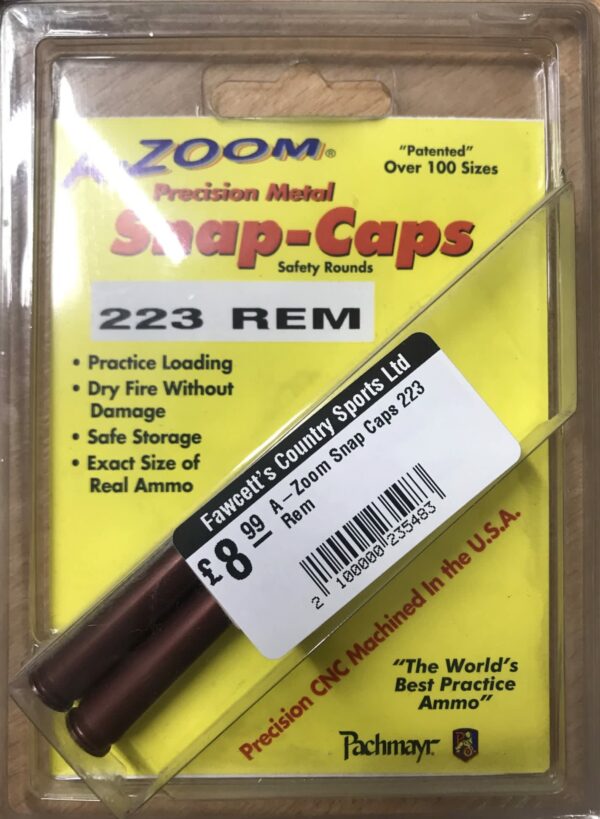 A-ZOOM®
"Patented"
Over 100 Sizes
Precision Metal
Snap-Caps
Safety Rounds
223 REM
• Practice Loading
• Dry Fire Without
Damage
• Safe Storage
• Exact Size of
Real Ammo
Fawcett's Country Sports Ltd
£8.99
A-Zoom Snap Caps 223
Rem
2 100000 235483
Precision CNC Machined In the U.S.A.
"The World's
Best Practice
Ammo"
Pachmayr